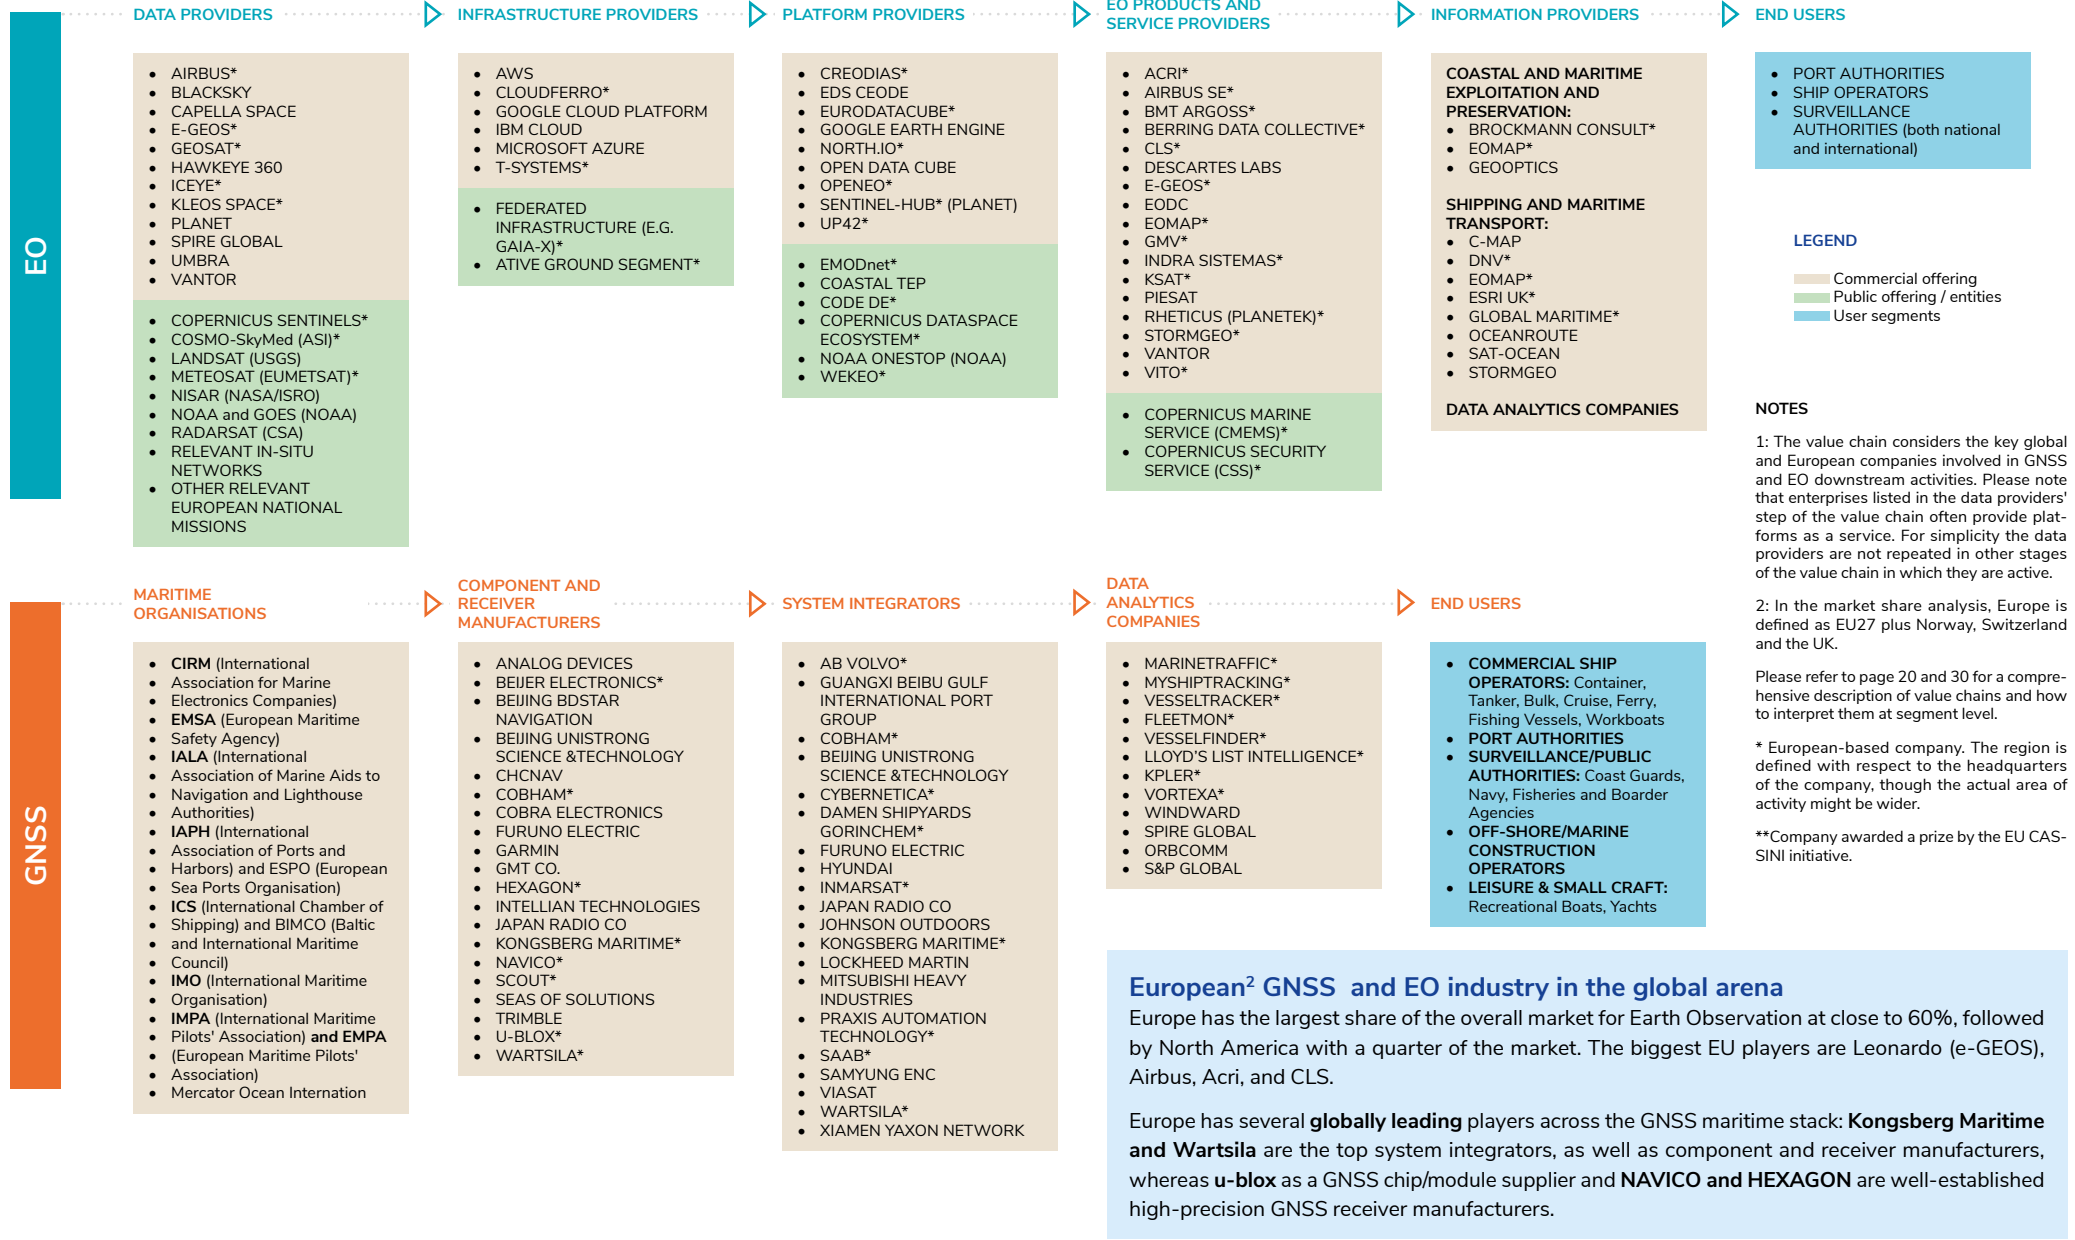 DATA PROVIDERS
INFRASTRUCTURE PROVIDERS
PLATFORM PROVIDERS
EO PRODUCTS AND
SERVICE PROVIDERS
INFORMATION PROVIDERS
END USERS
EO
• AIRBUS*
• BLACKSKY
• CAPELLA SPACE
• E-GEOS*
• GEOSAT*
• HAWKEYE 360
• ICEYE*
• KLEOS SPACE*
• PLANET
• SPIRE GLOBAL
• UMBRA
• VANTOR
• COPERNICUS SENTINELS*
• COSMO-SkyMed (ASI)*
• LANDSAT (USGS)
• METEOSAT (EUMETSAT)*
• NISAR (NASA/ISRO)
• NOAA and GOES (NOAA)
• RADARSAT (CSA)
• RELEVANT IN-SITU
NETWORKS
• OTHER RELEVANT
EUROPEAN NATIONAL
MISSIONS
• AWS
• CLOUDFERRO*
• GOOGLE CLOUD PLATFORM
• IBM CLOUD
• MICROSOFT AZURE
• T-SYSTEMS*
• FEDERATED
INFRASTRUCTURE (E.G.
GAIA-X)*
• ATIVE GROUND SEGMENT*
• CREODIAS*
• EDS CEODE
• EURODATACUBE*
• GOOGLE EARTH ENGINE
• NORTH.IO*
• OPEN DATA CUBE
• OPENEO*
• SENTINEL-HUB* (PLANET)
• UP42*
• EMODnet*
• COASTAL TEP
• CODE DE*
• COPERNICUS DATASPACE
ECOSYSTEM*
• NOAA ONESTOP (NOAA)
• WEKEO*
• ACRI*
• AIRBUS SE*
• BMT ARGOSS*
• BERRING DATA COLLECTIVE*
• CLS*
• DESCARTES LABS
• E-GEOS*
• EODC
• EOMAP*
• GMV*
• INDRA SISTEMAS*
• KSAT*
• PIESAT
• RHETICUS (PLANETEK)*
• STORMGEO*
• VANTOR
• VITO*
• COPERNICUS MARINE
SERVICE (CMEMS)*
• COPERNICUS SECURITY
SERVICE (CSS)*
COASTAL AND MARITIME
EXPLOITATION AND
PRESERVATION:
• BROCKMANN CONSULT*
• EOMAP*
• GEOOPTICS
SHIPPING AND MARITIME
TRANSPORT:
• C-MAP
• DNV*
• EOMAP*
• ESRI UK*
• GLOBAL MARITIME*
• OCEANROUTE
• SAT-OCEAN
• STORMGEO
DATA ANALYTICS COMPANIES
• PORT AUTHORITIES
• SHIP OPERATORS
• SURVEILLANCE
AUTHORITIES (both national
and international)
LEGEND
Commercial offering
Public offering / entities
User segments
NOTES
1: The value chain considers the key global
and European companies involved in GNSS
and EO downstream activities. Please note
that enterprises listed in the data providers'
step of the value chain often provide plat-
forms as a service. For simplicity the data
providers are not repeated in other stages
of the value chain in which they are active.
2: In the market share analysis, Europe is
defined as EU27 plus Norway, Switzerland
and the UK.
Please refer to page 20 and 30 for a compre-
hensive description of value chains and how
to interpret them at segment level.
* European-based company. The region is
defined with respect to the headquarters
of the company, though the actual area of
activity might be wider.
**Company awarded a prize by the EU CAS-
SINI initiative.
MARITIME
ORGANISATIONS
COMPONENT AND
RECEIVER
MANUFACTURERS
SYSTEM INTEGRATORS
DATA
ANALYTICS
COMPANIES
END USERS
GNSS
• CIRM (International
• Association for Marine
• Electronics Companies)
• EMSA (European Maritime
• Safety Agency)
• IALA (International
• Association of Marine Aids to
• Navigation and Lighthouse
• Authorities)
• IAPH (International
• Association of Ports and
• Harbors) and ESPO (European
• Sea Ports Organisation)
• ICS (International Chamber of
• Shipping) and BIMCO (Baltic
• and International Maritime
• Council)
• IMO (International Maritime
• Organisation)
• IMPA (International Maritime
• Pilots' Association) and EMPA
• (European Maritime Pilots'
• Association)
• Mercator Ocean Internation
• ANALOG DEVICES
• BEIJER ELECTRONICS*
• BEIJING BDSTAR
NAVIGATION
• BEIJING UNISTRONG
SCIENCE &TECHNOLOGY
• CHCNAV
• COBHAM*
• COBRA ELECTRONICS
• FURUNO ELECTRIC
• GARMIN
• GMT CO.
• HEXAGON*
• INTELLIAN TECHNOLOGIES
• JAPAN RADIO CO
• KONGSBERG MARITIME*
• NAVICO*
• SCOUT*
• SEAS OF SOLUTIONS
• TRIMBLE
• U-BLOX*
• WARTSILA*
• AB VOLVO*
• GUANGXI BEIBU GULF
INTERNATIONAL PORT
GROUP
• COBHAM*
• BEIJING UNISTRONG
SCIENCE &TECHNOLOGY
• CYBERNETICA*
• DAMEN SHIPYARDS
GORINCHEM*
• FURUNO ELECTRIC
• HYUNDAI
• INMARSAT*
• JAPAN RADIO CO
• JOHNSON OUTDOORS
• KONGSBERG MARITIME*
• LOCKHEED MARTIN
• MITSUBISHI HEAVY
INDUSTRIES
• PRAXIS AUTOMATION
TECHNOLOGY*
• SAAB*
• SAMYUNG ENC
• VIASAT
• WARTSILA*
• XIAMEN YAXON NETWORK
• MARINETRAFFIC*
• MYSHIPTRACKING*
• VESSELTRACKER*
• FLEETMON*
• VESSELFINDER*
• LLOYD'S LIST INTELLIGENCE*
• KPLER*
• VORTEXA*
• WINDWARD
• SPIRE GLOBAL
• ORBCOMM
• S&P GLOBAL
• COMMERCIAL SHIP
OPERATORS: Container,
Tanker, Bulk, Cruise, Ferry,
Fishing Vessels, Workboats
• PORT AUTHORITIES
• SURVEILLANCE/PUBLIC
AUTHORITIES: Coast Guards,
Navy, Fisheries and Boarder
Agencies
• OFF-SHORE/MARINE
CONSTRUCTION
OPERATORS
• LEISURE & SMALL CRAFT:
Recreational Boats, Yachts
European2 GNSS and EO industry in the global arena
Europe has the largest share of the overall market for Earth Observation at close to 60%, followed
by North America with a quarter of the market. The biggest EU players are Leonardo (e-GEOS),
Airbus, Acri, and CLS.
Europe has several globally leading players across the GNSS maritime stack: Kongsberg Maritime
and Wartsila are the top system integrators, as well as component and receiver manufacturers,
whereas u-blox as a GNSS chip/module supplier and NAVICO and HEXAGON are well-established
high-precision GNSS receiver manufacturers.